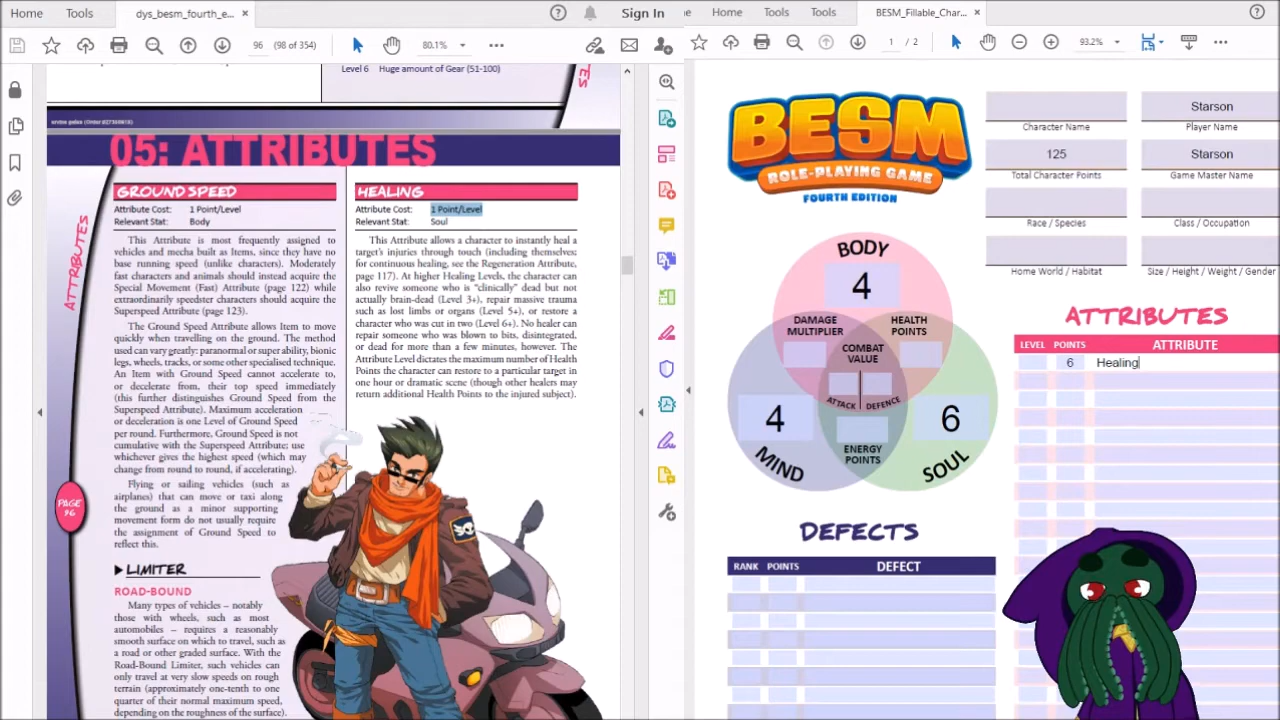 Home
Tools
dys_besm_fourth_e...
Sign In
96 (98 of 354)
80.1%
Level 6 Huge amount of Gear (51-100)
05: ATTRIBUTES
ATTRIBUTES
GROUND SPEED
Attribute Cost: 1 Point/Level
Relevant Stat: Body
This Attribute is most frequently assigned to
vehicles and mecha built as Items, since they have no
base running speed (unlike characters). Moderately
fast characters and animals should instead acquire the
Special Movement (Fast) Attribute (page 122) while
extraordinarily speedster characters should acquire the
Superspeed Attribute (page 123).
The Ground Speed Attribute allows Item to move
quickly when travelling on the ground. The method
used can vary greatly: paranormal or super ability, bionic
legs, wheels, tracks, or some other specialised technique.
An Item with Ground Speed cannot accelerate to,
or decelerate from, their top speed immediately
(this further distinguishes Ground Speed from the
Superspeed Attribute). Maximum acceleration
or deceleration is one Level of Ground Speed
per round. Furthermore, Ground Speed is not
cumulative with the Superspeed Attribute; use
whichever gives the highest speed (which may
change from round to round, if accelerating).
Flying or sailing vehicles (such as
airplanes) that can move or taxi along
the ground as a minor supporting
movement form do not usually require
the assignment of Ground Speed to
reflect this.
PAGE
96
LIMITER
ROAD-BOUND
Many types of vehicles – notably
those with wheels, such as most
automobiles – requires a reasonably
smooth surface on which to travel, such as
a road or other graded surface. With the
Road-Bound Limiter, such vehicles can
only travel at very slow speeds on rough
terrain (approximately one-tenth to one
quarter of their normal maximum speed,
depending on the roughness of the surface).
HEALING
Attribute Cost: 1 Point/Level
Relevant Stat: Soul
This Attribute allows a character to instantly heal a
target's injuries through touch (including themselves;
for continuous healing, see the Regeneration Attribute,
page 117). At higher Healing Levels, the character can
also revive someone who is "clinically" dead but not
actually brain-dead (Level 3+), repair massive trauma
such as lost limbs or organs (Level 5+), or restore a
character who was cut in two (Level 6+). No healer can
repair someone who was blown to bits, disintegrated,
or dead for more than a few minutes, however. The
Attribute Level dictates the maximum number of Health
Points the character can restore to a particular target in
one hour or dramatic scene (though other healers may
return additional Health Points to the injured subject).
Home
Tools
Tools
BESM_Fillable_Char...
1 / 2
93.2%
BESM
ROLE-PLAYING GAME
FOURTH EDITION
Character Name
Starson
Player Name
125
Total Character Points
Starson
Game Master Name
Race / Species
Class / Occupation
Home World / Habitat
Size / Height / Weight / Gender
BODY
4
DAMAGE
MULTIPLIER
HEALTH
POINTS
COMBAT
VALUE
ATTACK
DEFENCE
4
MIND
6
SOUL
ENERGY
POINTS
ATTRIBUTES
LEVEL POINTS ATTRIBUTE
6 Healing
DEFECTS
RANK POINTS DEFECT